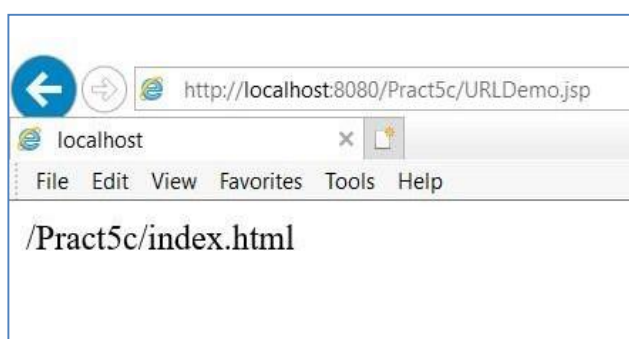 http://localhost:8080/Pract5c/URLDemo.jsp
localhost
File Edit View Favorites Tools Help
/Pract5c/index.html